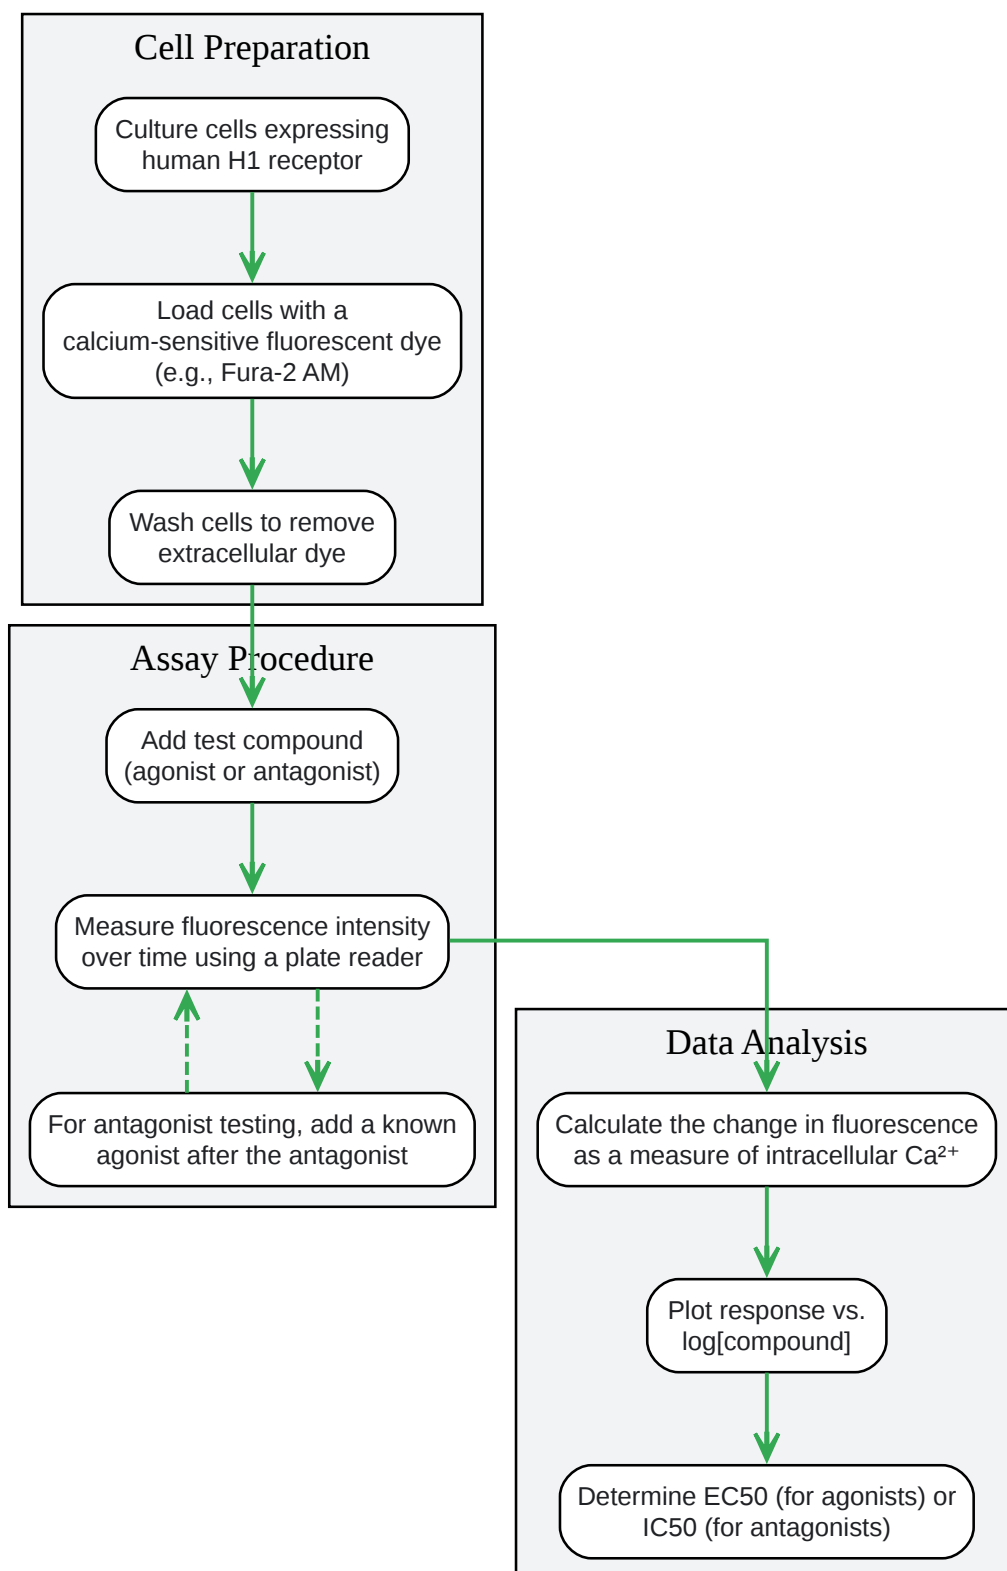 Cell Preparation
Culture cells expressing
human H1 receptor
Load cells with a
calcium-sensitive fluorescent dye
(e.g., Fura-2 AM)
Wash cells to remove
extracellular dye
Assay Procedure
Add test compound
(agonist or antagonist)
Measure fluorescence intensity
over time using a plate reader
For antagonist testing, add a known
agonist after the antagonist
Data Analysis
Calculate the change in fluorescence
as a measure of intracellular Ca²⁺
Plot response vs.
log[compound]
Determine EC50 (for agonists) or
IC50 (for antagonists)